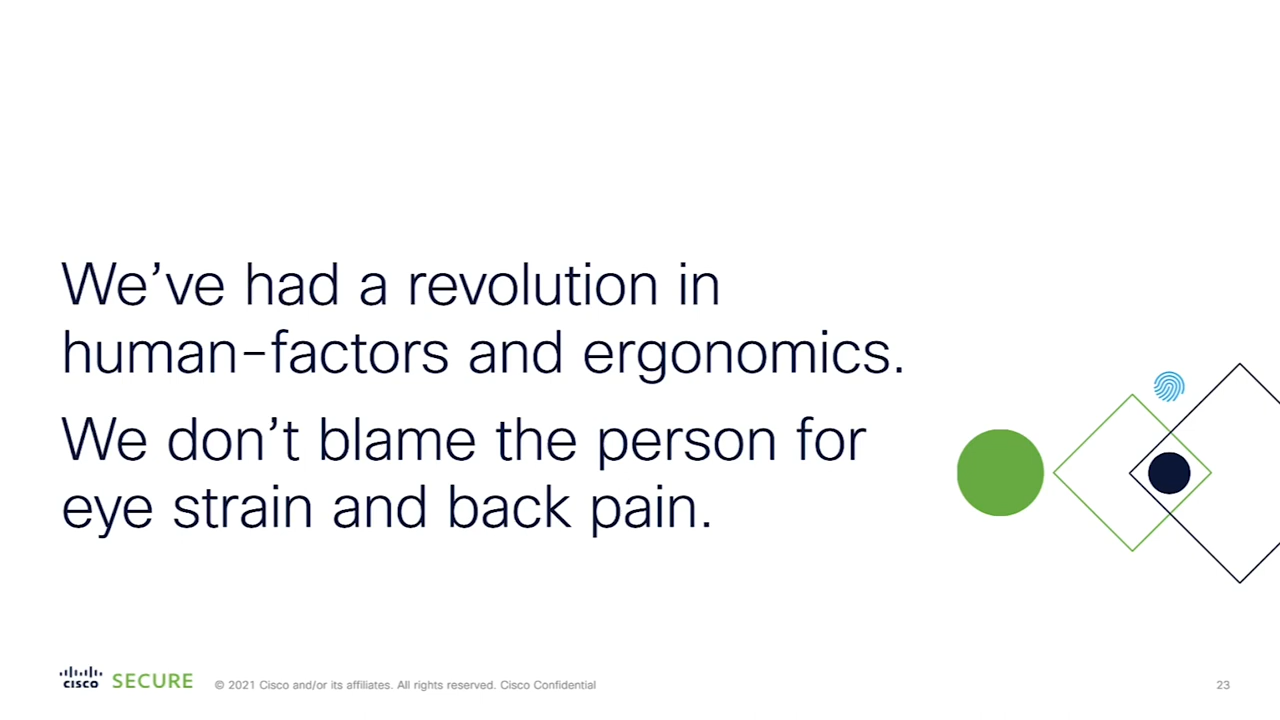 We’ve had a revolution in
human-factors and ergonomics.
We don’t blame the person for
eye strain and back pain.
CISCO SECURE © 2021 Cisco and/or its affiliates. All rights reserved. Cisco Confidential 23